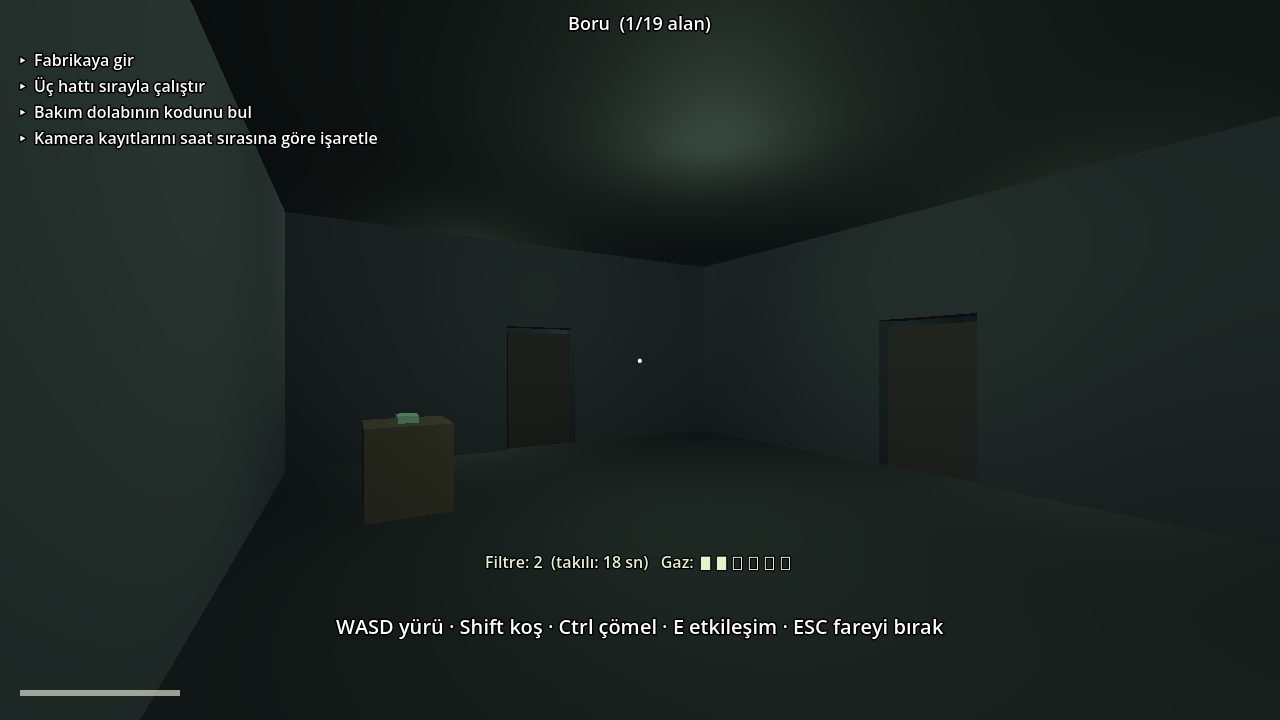 Boru (1/19 alan)
▸ Fabrikaya gir
▸ Üç hattı sırayla çalıştır
▸ Bakım dolabının kodunu bul
▸ Kamera kayıtlarını saat sırasına göre işaretle
Filtre: 2 (takılı: 18 sn) Gaz: ▮▮▯▯▯▯
WASD yürü · Shift koş · Ctrl çömel · E etkileşim · ESC fareyi bırak